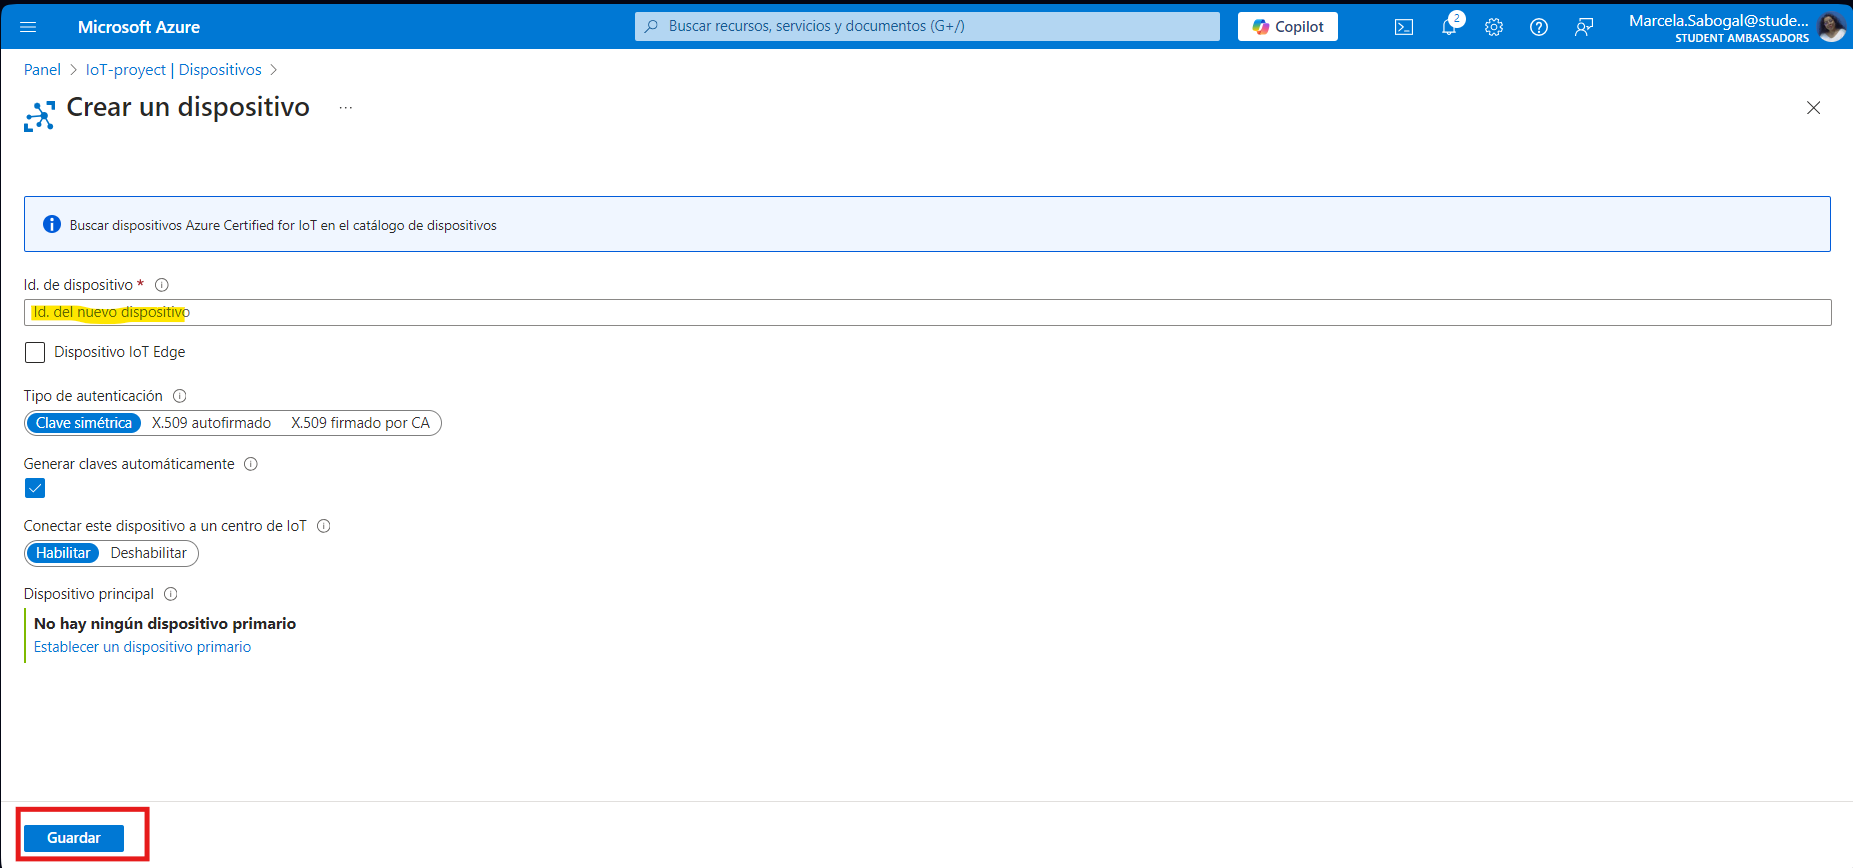 Microsoft Azure
Buscar recursos, servicios y documentos (G+/)
Copilot
2
Marcela.Sabogal@stude...
STUDENT AMBASSADORS
Panel > IoT-proyect | Dispositivos >
Crear un dispositivo ...
Buscar dispositivos Azure Certified for IoT en el catálogo de dispositivos
Id. de dispositivo *
Id. del nuevo dispositivo
Dispositivo IoT Edge
Tipo de autenticación
Clave simétrica X.509 autofirmado X.509 firmado por CA
Generar claves automáticamente
Conectar este dispositivo a un centro de IoT
Habilitar Deshabilitar
Dispositivo principal
No hay ningún dispositivo primario
Establecer un dispositivo primario
Guardar